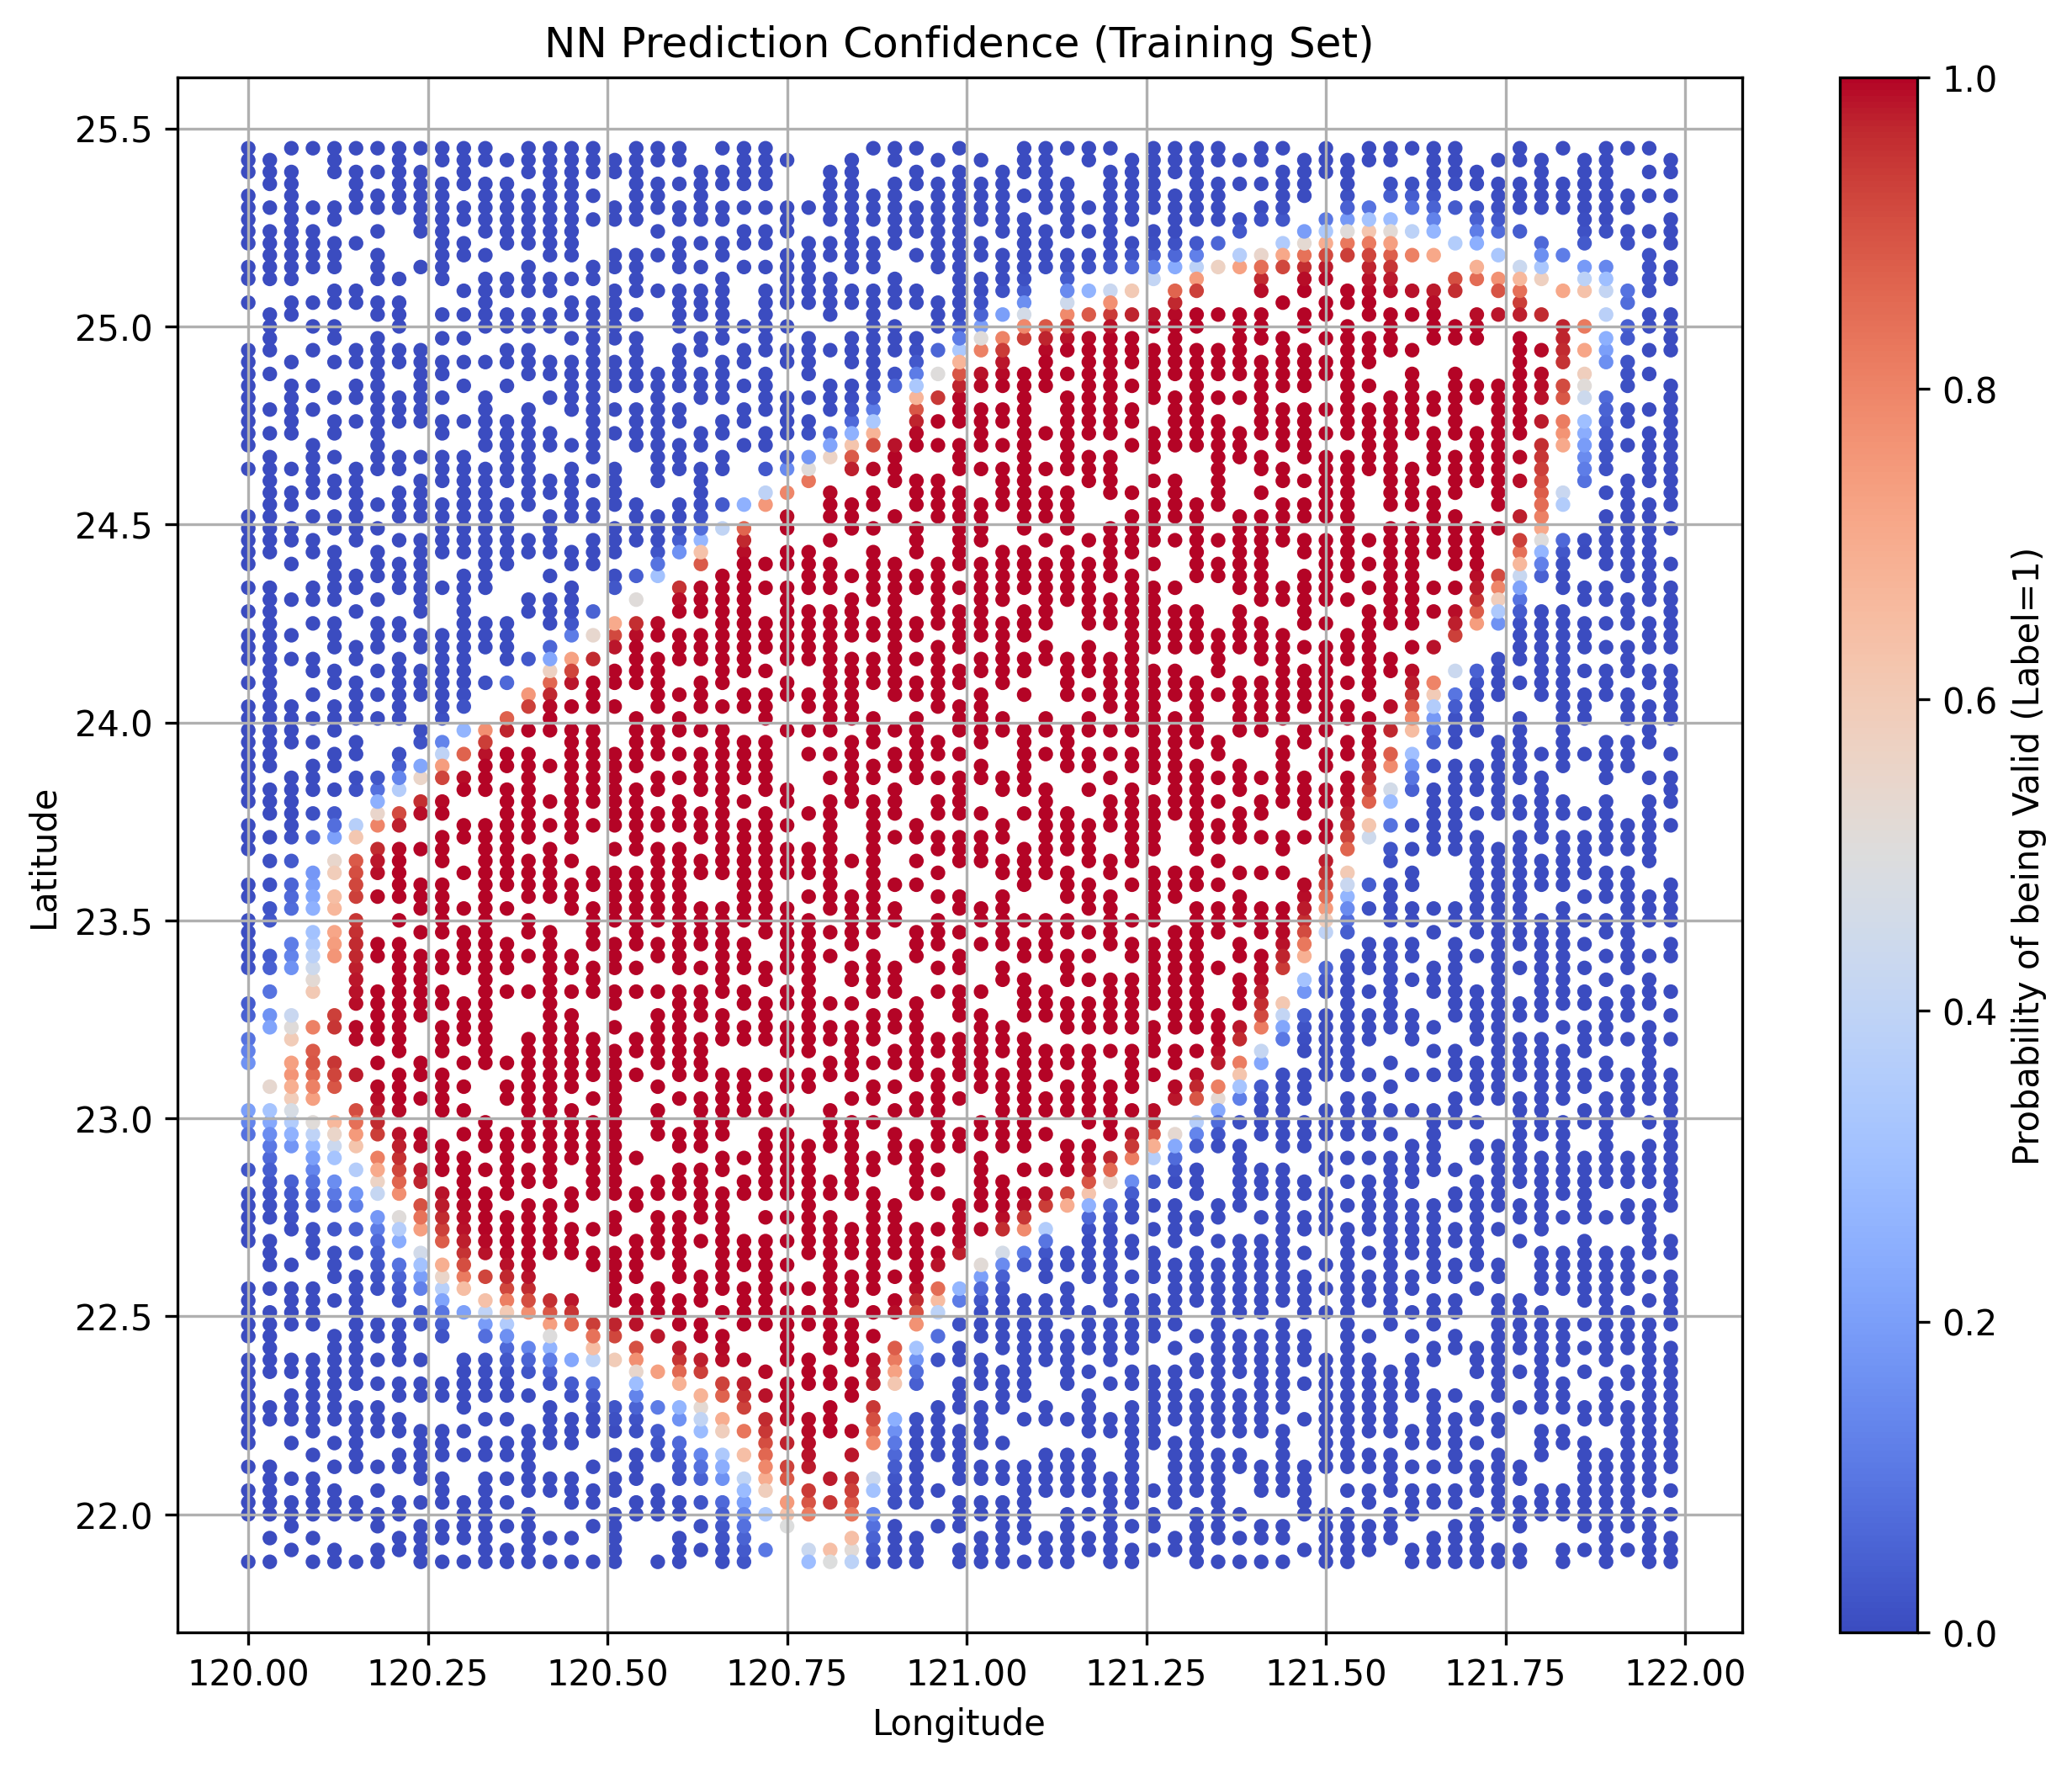 NN Prediction Confidence (Training Set)
25.5
25.0
24.5
24.0
23.5
23.0
22.5
22.0
Latitude
120.00 120.25 120.50 120.75 121.00 121.25 121.50 121.75 122.00
Longitude
1.0
0.8
0.6
0.4
0.2
0.0
Probability of being Valid (Label=1)